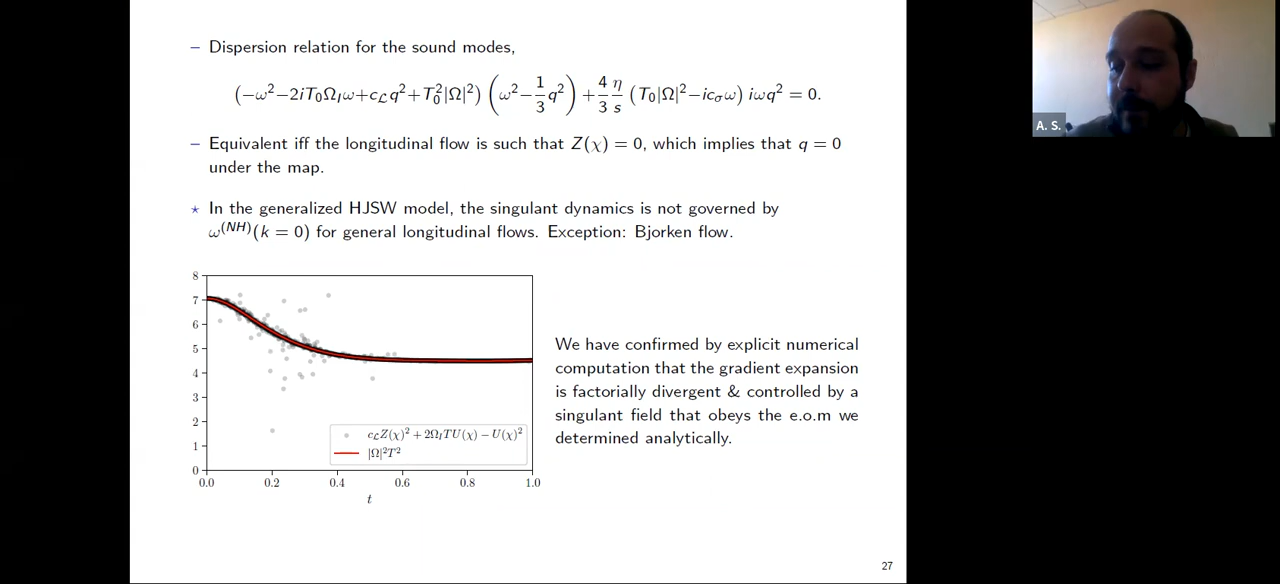 – Dispersion relation for the sound modes,
(−ω²−2iT₀Ω_Iω+c_ℒq²+T₀²|Ω|²) (ω²−1/3 q²) + 4/3 η/s (T₀|Ω|²−ic_σω) iωq² = 0.
– Equivalent iff the longitudinal flow is such that Z(χ) = 0, which implies that q = 0
under the map.
⋆ In the generalized HJSW model, the singulant dynamics is not governed by
ω^(NH)(k = 0) for general longitudinal flows. Exception: Bjorken flow.
8
7
6
5
4
3
2
1
0
c_ℒZ(χ)² + 2Ω_ITU(χ) − U(χ)²
|Ω|²T²
0.0 0.2 0.4 0.6 0.8 1.0
t
We have confirmed by explicit numerical
computation that the gradient expansion
is factorially divergent & controlled by a
singulant field that obeys the e.o.m we
determined analytically.
27
A. S.